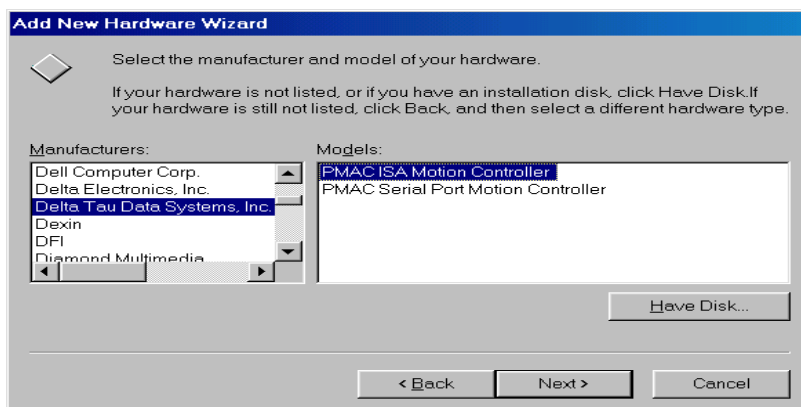 Add New Hardware Wizard
Select the manufacturer and model of your hardware.
If your hardware is not listed, or if you have an installation disk, click Have Disk.If
your hardware is still not listed, click Back, and then select a different hardware type.
Manufacturers:
Dell Computer Corp.
Delta Electronics, Inc.
Delta Tau Data Systems, Inc.
Dexin
DFI
Diamond Multimedia
Models:
PMAC ISA Motion Controller
PMAC Serial Port Motion Controller
Have Disk...
< Back
Next >
Cancel